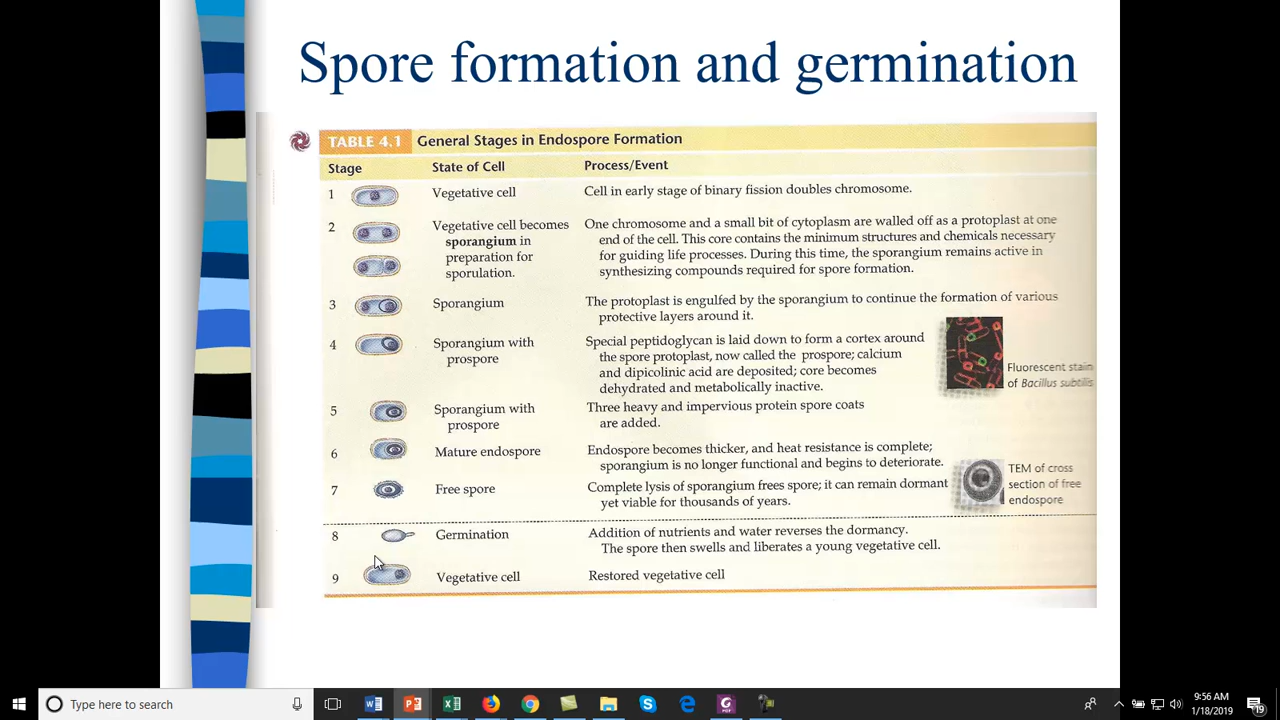 Spore formation and germination
TABLE 4.1 General Stages in Endospore Formation
Stage State of Cell Process/Event
1 Vegetative cell Cell in early stage of binary fission doubles chromosome.
2 Vegetative cell becomes One chromosome and a small bit of cytoplasm are walled off as a protoplast at one
sporangium in end of the cell. This core contains the minimum structures and chemicals necessary
preparation for for guiding life processes. During this time, the sporangium remains active in
sporulation. synthesizing compounds required for spore formation.
3 Sporangium The protoplast is engulfed by the sporangium to continue the formation of various
protective layers around it.
4 Sporangium with Special peptidoglycan is laid down to form a cortex around
prospore the spore protoplast, now called the prospore; calcium
and dipicolinic acid are deposited; core becomes
dehydrated and metabolically inactive.
Fluorescent stain
of Bacillus subtilis
5 Sporangium with Three heavy and impervious protein spore coats
prospore are added.
6 Mature endospore Endospore becomes thicker, and heat resistance is complete;
sporangium is no longer functional and begins to deteriorate.
7 Free spore Complete lysis of sporangium frees spore; it can remain dormant
yet viable for thousands of years.
TEM of cross
section of free
endospore
8 Germination Addition of nutrients and water reverses the dormancy.
The spore then swells and liberates a young vegetative cell.
9 Vegetative cell Restored vegetative cell
Type here to search
9:56 AM
1/18/2019
19